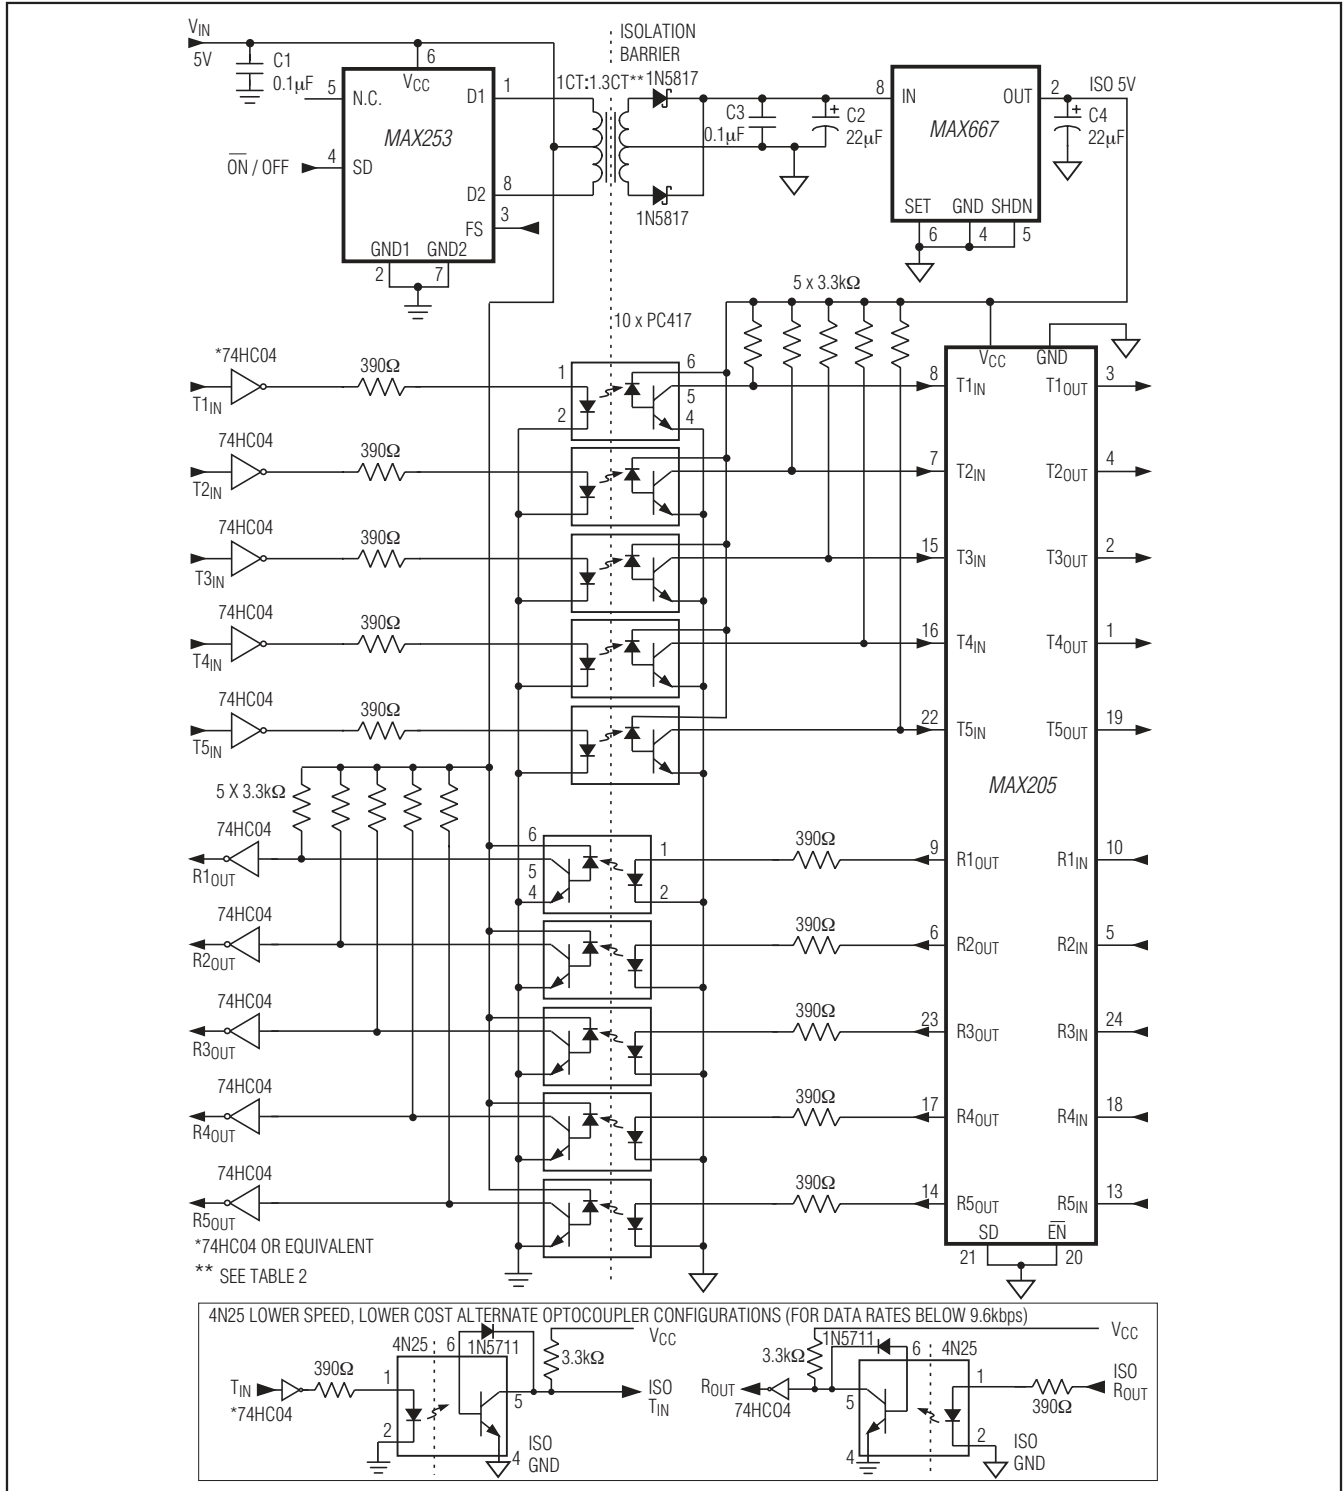 VIN
5V
C1
0.1µF
ISOLATION
BARRIER
1CT:1.3CT**
1N5817
6
VCC
5
N.C.
D1
1
MAX253
ON / OFF
4
SD
D2
8
FS
3
GND1
GND2
2
7
1N5817
C3
0.1µF
C2
22µF
8
IN
OUT
2
ISO 5V
MAX667
C4
22µF
SET
GND
SHDN
6
4
5
5 x 3.3kΩ
10 x PC417
*74HC04
T1IN
390Ω
1
2
6
5
4
VCC
GND
8
T1IN
T1OUT
3
74HC04
T2IN
390Ω
7
T2IN
T2OUT
4
74HC04
T3IN
390Ω
15
T3IN
T3OUT
2
74HC04
T4IN
390Ω
16
T4IN
T4OUT
1
74HC04
T5IN
390Ω
22
T5IN
T5OUT
19
MAX205
5 X 3.3kΩ
74HC04
R1OUT
6
5
4
1
2
390Ω
9
R1OUT
R1IN
10
74HC04
R2OUT
390Ω
6
R2OUT
R2IN
5
74HC04
R3OUT
390Ω
23
R3OUT
R3IN
24
74HC04
R4OUT
390Ω
17
R4OUT
R4IN
18
74HC04
R5OUT
390Ω
14
R5OUT
R5IN
13
SD
EN
21
20
*74HC04 OR EQUIVALENT
** SEE TABLE 2
4N25 LOWER SPEED, LOWER COST ALTERNATE OPTOCOUPLER CONFIGURATIONS (FOR DATA RATES BELOW 9.6kbps)
TIN
*74HC04
390Ω
1
2
4N25
6
1N5711
3.3kΩ
VCC
5
ISO
TIN
4
ISO
GND
ROUT
74HC04
3.3kΩ
1N5711
6
4N25
VCC
5
4
1
2
390Ω
ISO
ROUT
ISO
GND